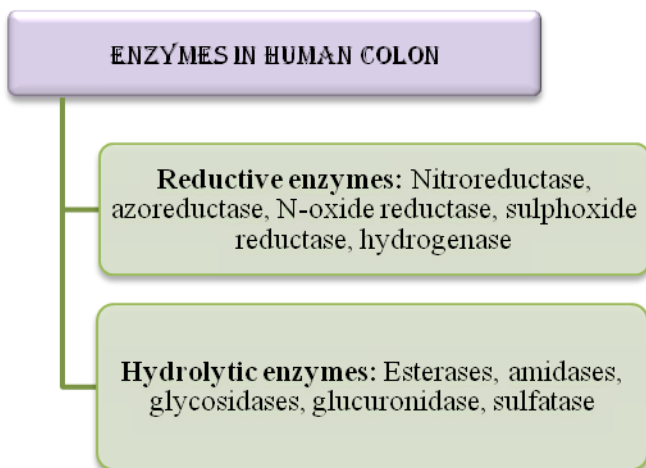 ENZYMES IN HUMAN COLON
Reductive enzymes: Nitroreductase,
azoreductase, N-oxide reductase, sulphoxide
reductase, hydrogenase
Hydrolytic enzymes: Esterases, amidases,
glycosidases, glucuronidase, sulfatase